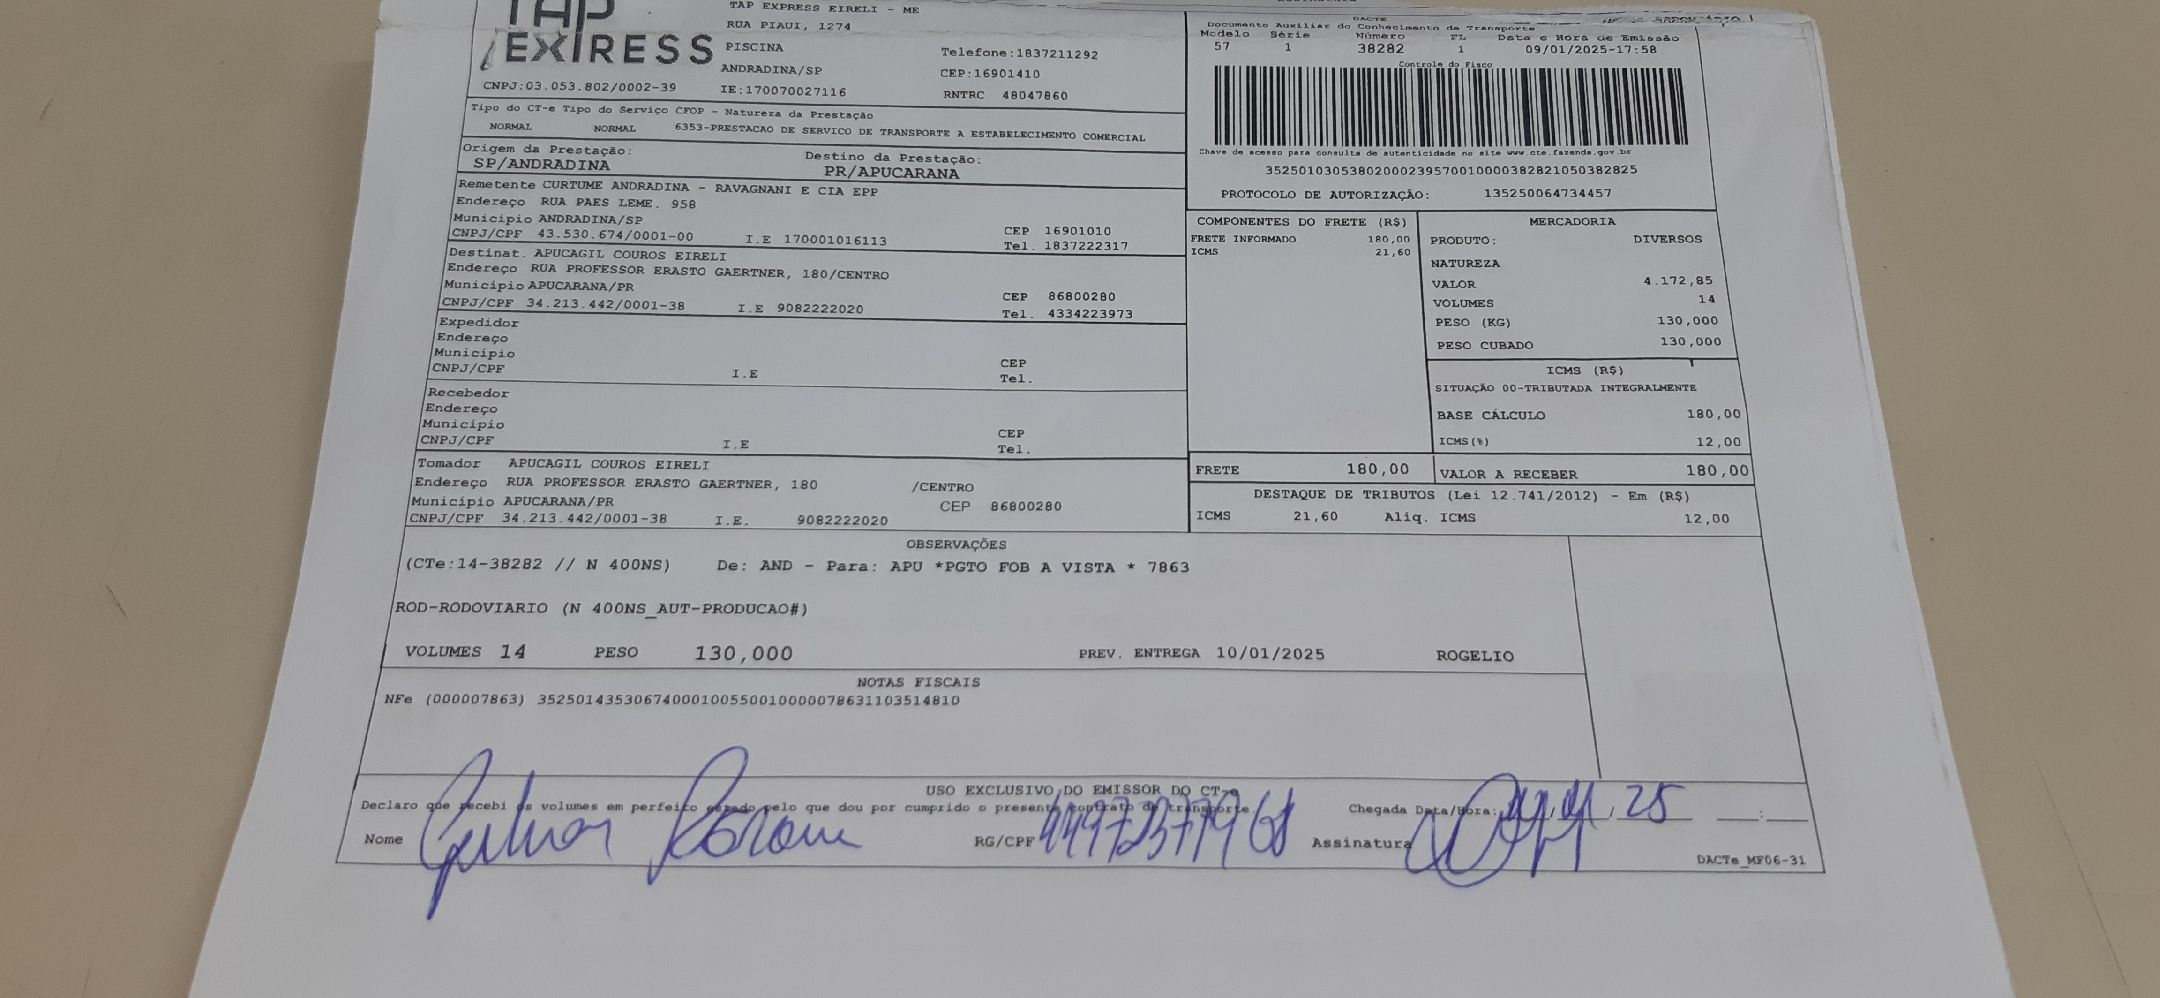 TAP
EXPRESS
TAP EXPRESS EIRELI - ME
RUA PIAUI, 1274
PISCINA
Telefone:1837211292
ANDRADINA/SP
CEP:16901410
CNPJ:03.053.802/0002-39
IE:170070027116
RNTRC 48047860
DACTE
Documento Auxiliar do Conhecimento de Transporte
Modelo Série Número FL Data e Hora de Emissão
57 1 38282 1 09/01/2025-17:58
Controle do Fisco
Chave de acesso para consulta de autenticidade no site www.cte.fazenda.gov.br
35250103053802000239570010000382821050382825
PROTOCOLO DE AUTORIZAÇÃO: 135250064734457
Tipo do CT-e Tipo do Serviço CFOP - Natureza da Prestação
NORMAL NORMAL 6353-PRESTACAO DE SERVICO DE TRANSPORTE A ESTABELECIMENTO COMERCIAL
Origem da Prestação: Destino da Prestação:
SP/ANDRADINA PR/APUCARANA
Remetente CURTUME ANDRADINA - RAVAGNANI E CIA EPP
Endereço RUA PAES LEME. 958
Município ANDRADINA/SP CEP 16901010
CNPJ/CPF 43.530.674/0001-00 I.E 170001016113 Tel. 1837222317
Destinat. APUCAGIL COUROS EIRELI
Endereço RUA PROFESSOR ERASTO GAERTNER, 180/CENTRO
Município APUCARANA/PR CEP 86800280
CNPJ/CPF 34.213.442/0001-38 I.E 9082222020 Tel. 4334223973
Expedidor
Endereço
Município CEP
CNPJ/CPF I.E Tel.
Recebedor
Endereço
Município CEP
CNPJ/CPF I.E Tel.
Tomador APUCAGIL COUROS EIRELI
Endereço RUA PROFESSOR ERASTO GAERTNER, 180 /CENTRO
Município APUCARANA/PR CEP 86800280
CNPJ/CPF 34.213.442/0001-38 I.E. 9082222020
COMPONENTES DO FRETE (R$)
FRETE INFORMADO 180,00
ICMS 21,60
MERCADORIA
PRODUTO: DIVERSOS
NATUREZA
VALOR 4.172,85
VOLUMES 14
PESO (KG) 130,000
PESO CUBADO 130,000
ICMS (R$)
SITUAÇÃO 00-TRIBUTADA INTEGRALMENTE
BASE CÁLCULO 180,00
ICMS(%) 12,00
FRETE 180,00 VALOR A RECEBER 180,00
DESTAQUE DE TRIBUTOS (Lei 12.741/2012) - Em (R$)
ICMS 21,60 Aliq. ICMS 12,00
OBSERVAÇÕES
(CTe:14-38282 // N 400NS) De: AND - Para: APU *PGTO FOB A VISTA * 7863
ROD-RODOVIARIO (N 400NS_AUT-PRODUCAO#)
VOLUMES 14 PESO 130,000 PREV. ENTREGA 10/01/2025 ROGELIO
NOTAS FISCAIS
NFe (000007863) 35250143530674000100550010000078631103514810
USO EXCLUSIVO DO EMISSOR DO CT-e
Declaro que recebi os volumes em perfeito estado pelo que dou por cumprido o presente contrato de transporte.
Chegada Data/Hora: 25
Nome RG/CPF Assinatura
DACTe_MF06-31